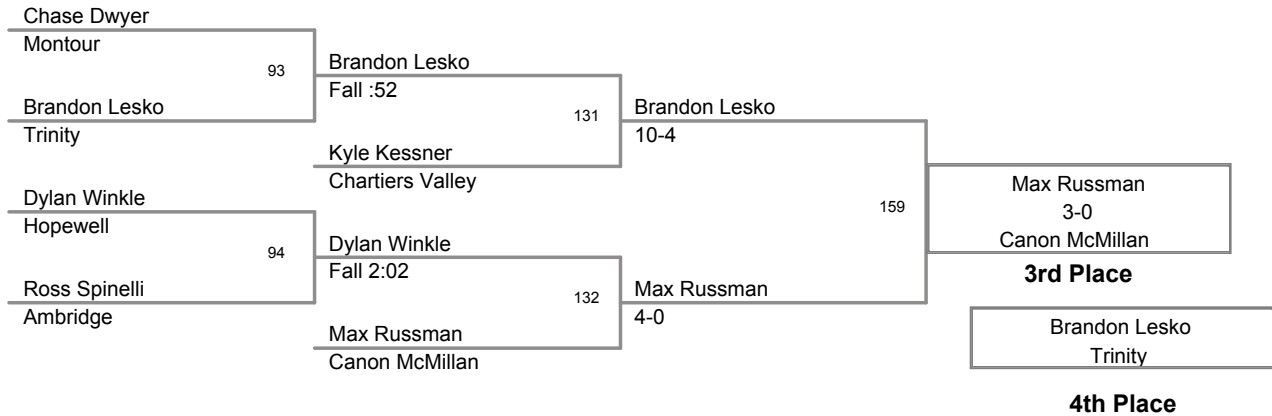 Chase Dwyer
Montour
93
Brandon Lesko
Trinity
Brandon Lesko
Fall :52
131
Kyle Kessner
Chartiers Valley
Brandon Lesko
10-4
Dylan Winkle
Hopewell
94
Ross Spinelli
Ambridge
Dylan Winkle
Fall 2:02
132
Max Russman
Canon McMillan
Max Russman
4-0
159
Max Russman
3-0
Canon McMillan
3rd Place
Brandon Lesko
Trinity
4th Place